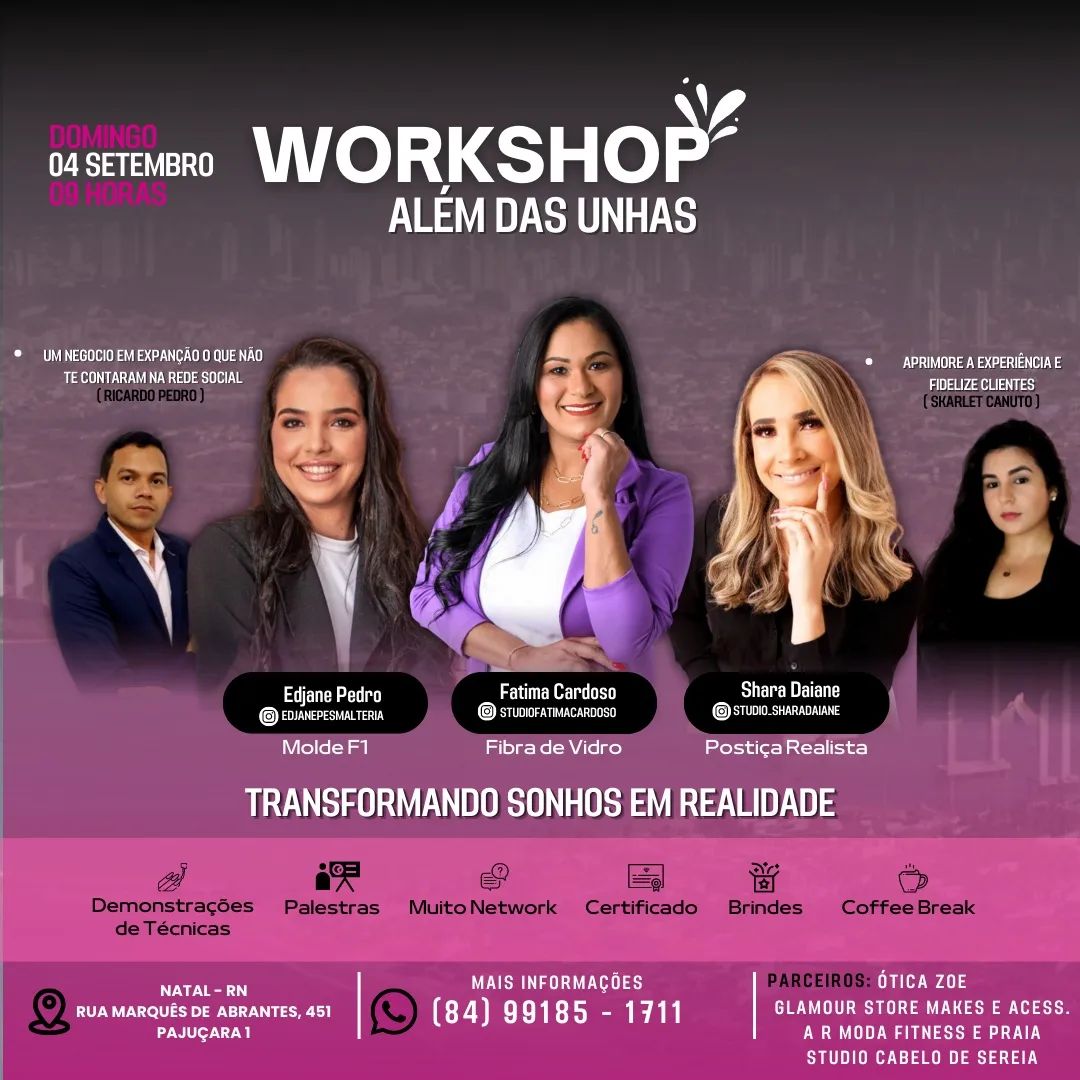 DOMINGO
04 SETEMBRO
09 HORAS
WORKSHOP
ALÉM DAS UNHAS
UM NEGOCIO EM EXPANÇÃO O QUE NÃO
TE CONTARAM NA REDE SOCIAL
( RICARDO PEDRO )
APRIMORE A EXPERIÊNCIA E
FIDELIZE CLIENTES
( SKARLET CANUTO )
Edjane Pedro
EDJANEPESMALTERIA
Molde F1
Fatima Cardoso
STUDIOFATIMACARDOSO
Fibra de Vidro
Shara Daiane
STUDIO_SHARADAIANE
Postiça Realista
TRANSFORMANDO SONHOS EM REALIDADE
Demonstrações
de Técnicas
Palestras
Muito Network
Certificado
Brindes
Coffee Break
NATAL - RN
RUA MARQUÊS DE ABRANTES, 451
PAJUÇARA 1
MAIS INFORMAÇÕES
(84) 99185 - 1711
PARCEIROS: ÓTICA ZOE
GLAMOUR STORE MAKES E ACESS.
A R MODA FITNESS E PRAIA
STUDIO CABELO DE SEREIA